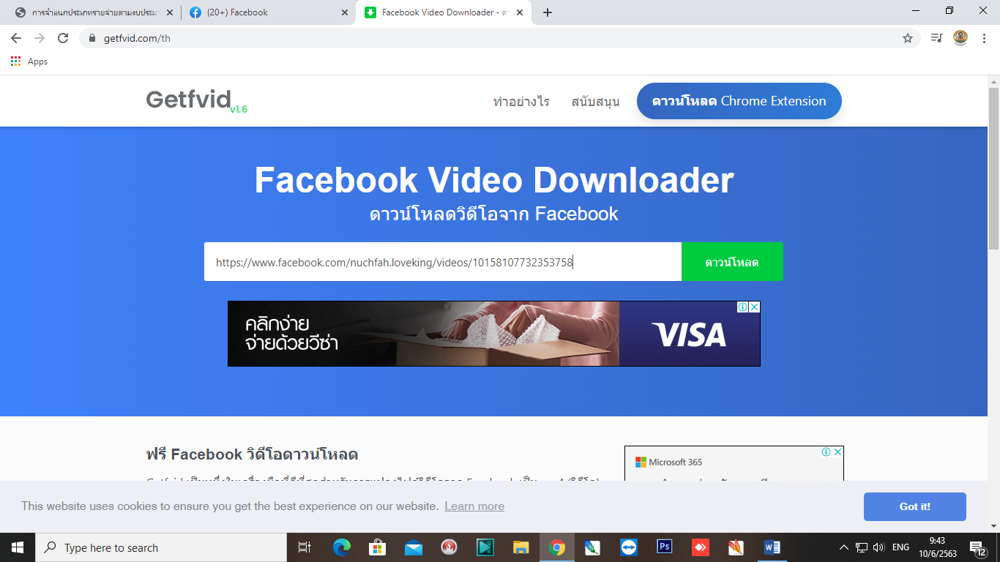 การจำแนกประเภทรายจ่ายตามงบประมา
(20+) Facebook
Facebook Video Downloader - ดา
getfvid.com/th
Apps
Getfvid
v1.6
ทำอย่างไร
สนับสนุน
ดาวน์โหลด Chrome Extension
Facebook Video Downloader
ดาวน์โหลดวิดีโอจาก Facebook
https://www.facebook.com/nuchfah.loveking/videos/10158107732353758
ดาวน์โหลด
คลิกง่าย
จ่ายด้วยวีซ่า
VISA
ฟรี Facebook วิดีโอดาวน์โหลด
Microsoft 365
This website uses cookies to ensure you get the best experience on our website. Learn more
Got it!
Type here to search
Ps
W
ENG
9:43
10/6/2563
12